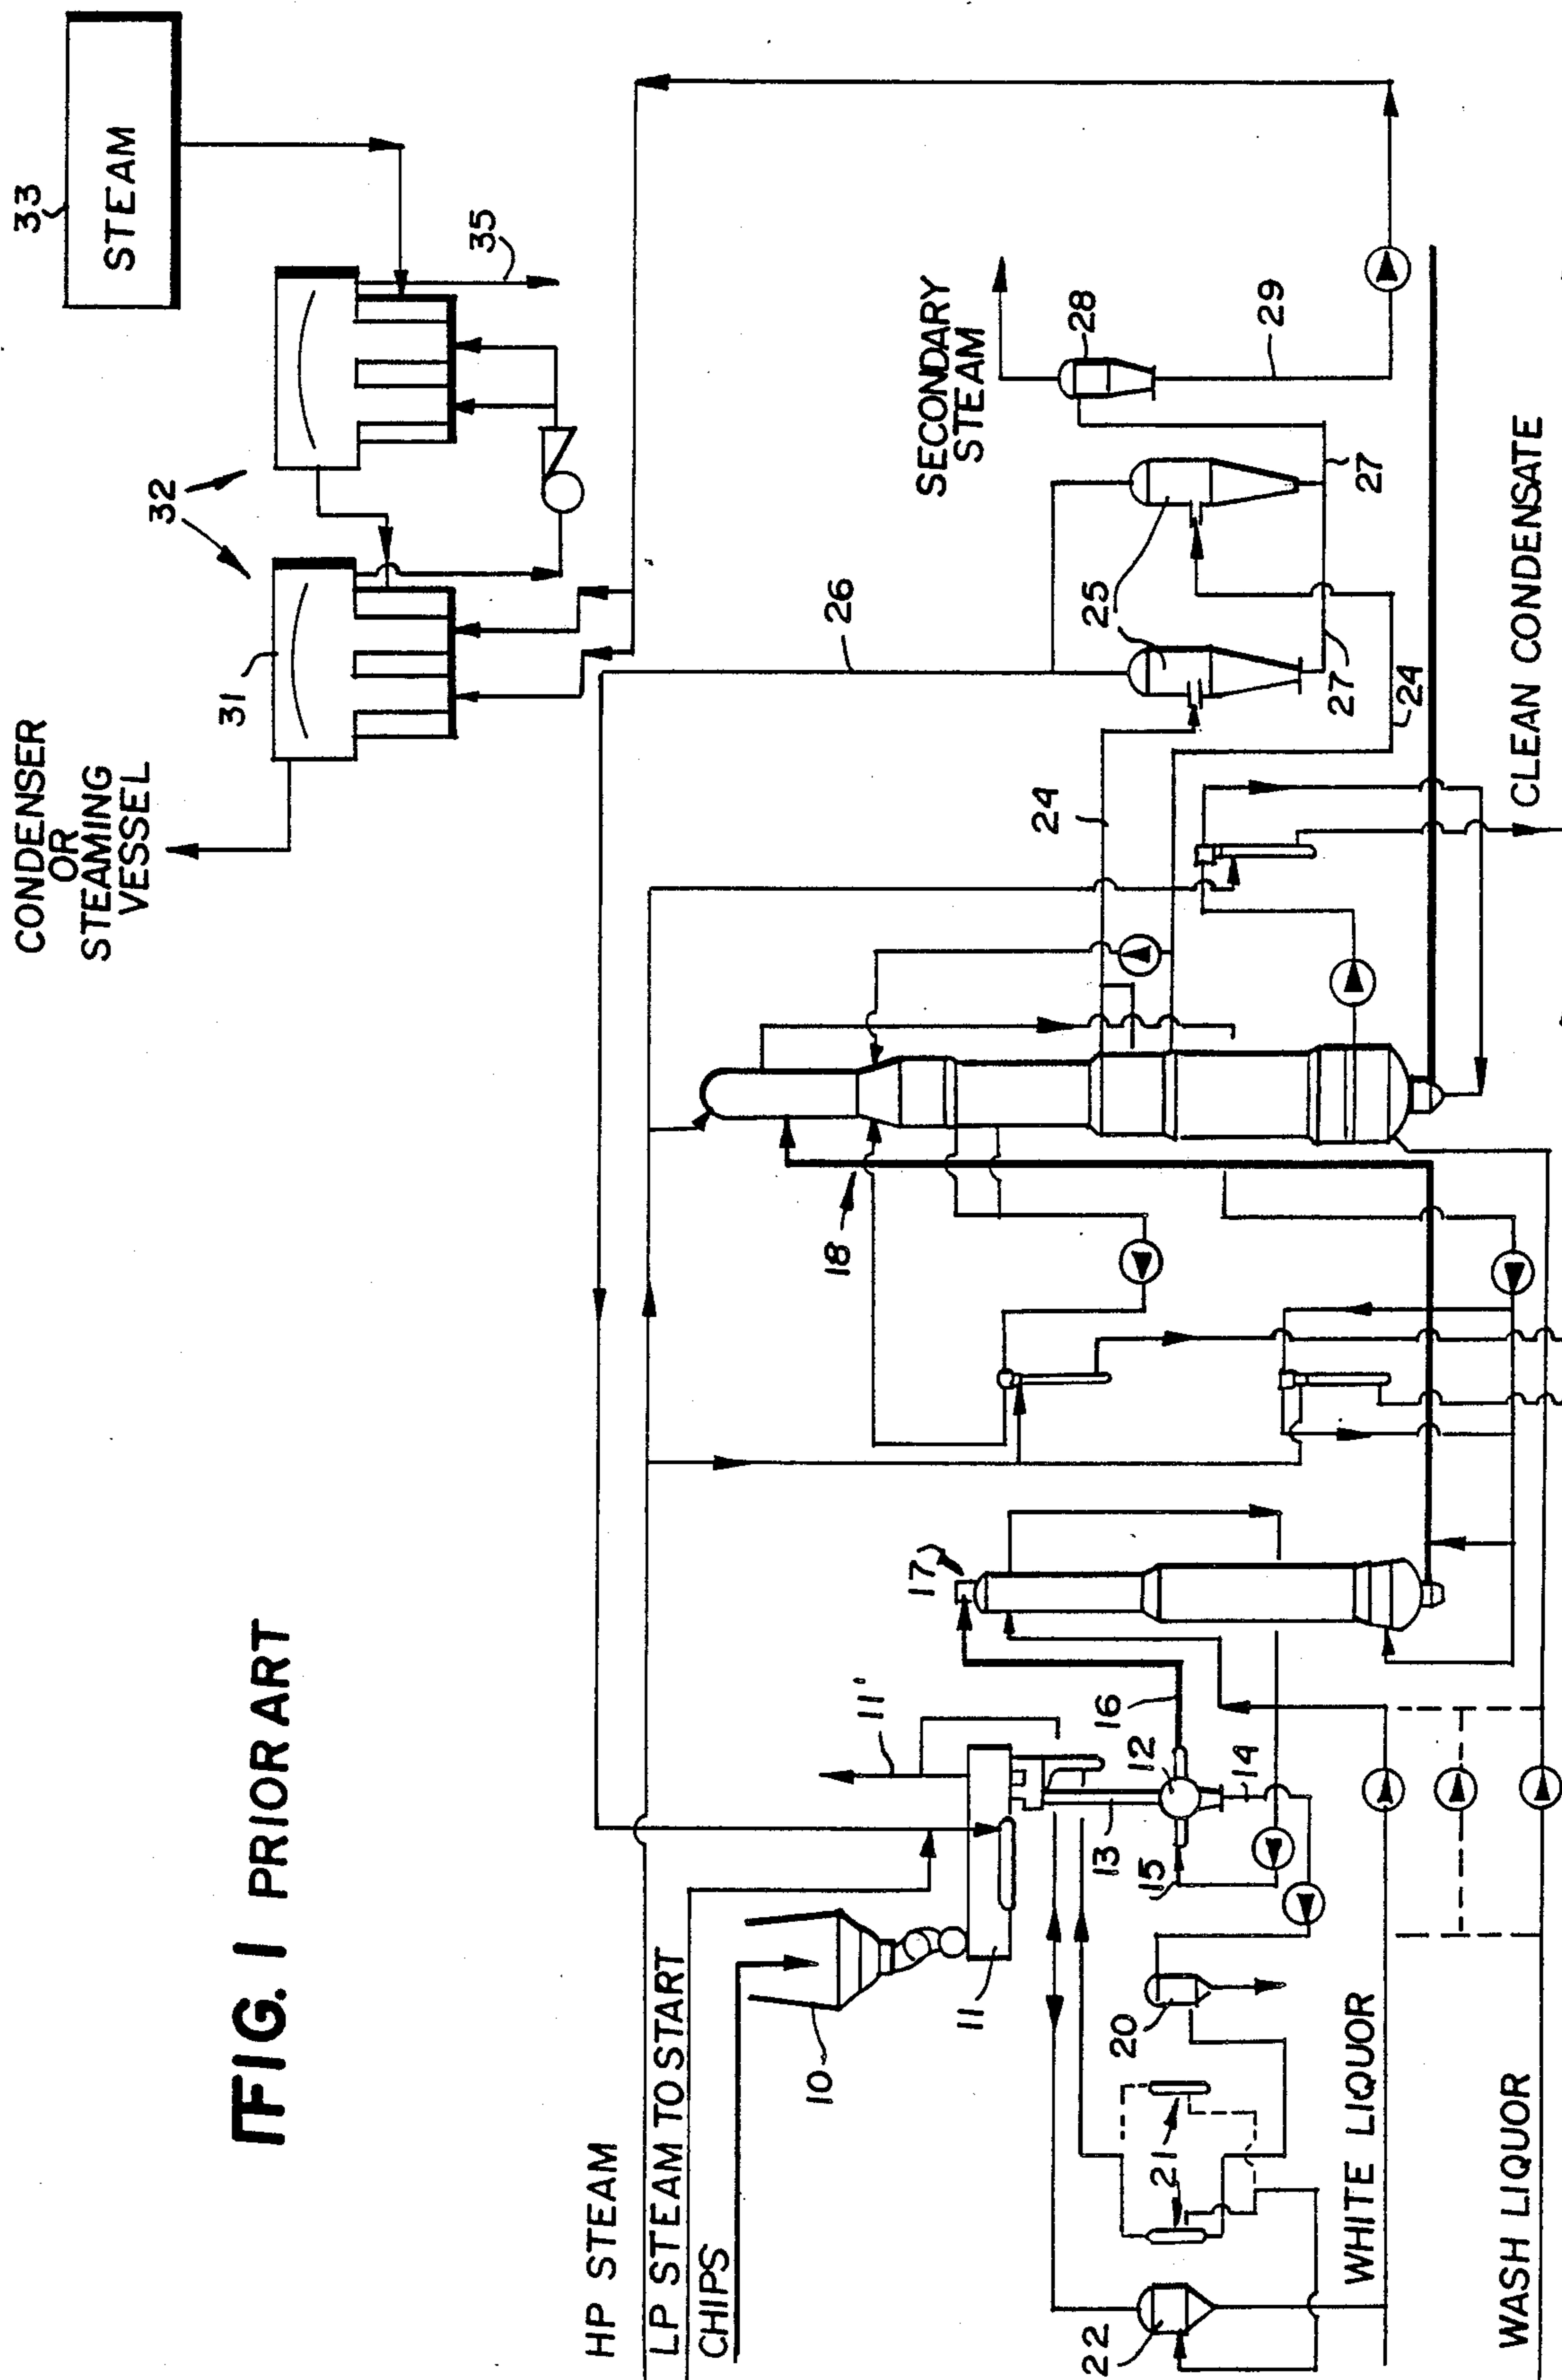 FIG. 1 PRIOR ART
CONDENSER
OR
STEAMING
VESSEL
33
STEAM
32
31
35
SECONDARY
STEAM
26
25
28
29
24
27
27
24
CLEAN CONDENSATE
18
17
11'
16
12
14
13
15
11
10
20
21
22
HP STEAM
LP STEAM TO START
CHIPS
WHITE LIQUOR
WASH LIQUOR